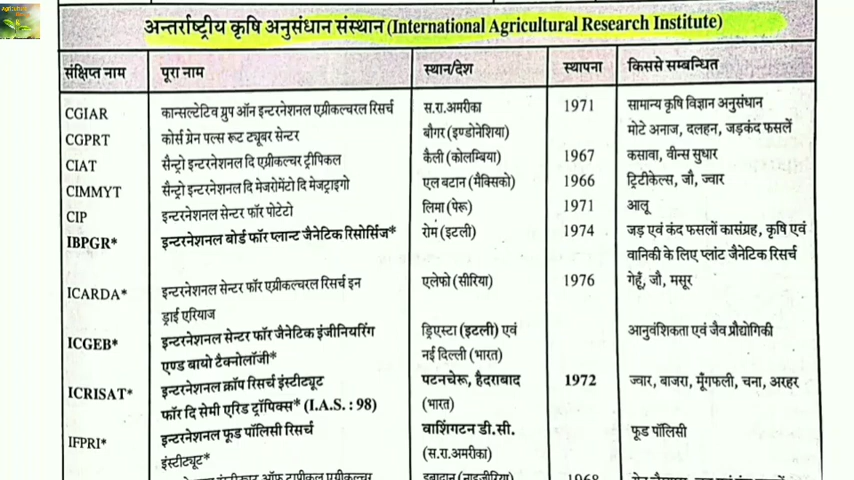 अन्तर्राष्ट्रीय कृषि अनुसंधान संस्थान (International Agricultural Research Institute)
संक्षिप्त नाम पूरा नाम स्थान/देश स्थापना किससे सम्बन्धित
CGIAR कान्सल्टेटिव ग्रुप ऑन इन्टरनेशनल एग्रीकल्चरल रिसर्च स.रा.अमरीका 1971 सामान्य कृषि विज्ञान अनुसंधान
CGPRT कोर्स ग्रेन पल्स रूट ट्यूबर सेन्टर बौगर (इण्डोनेशिया) मोटे अनाज, दलहन, जड़कंद फसलें
CIAT सैन्ट्रो इन्टरनेशनल दि एग्रीकल्चर ट्रीपिकल कैली (कोलम्बिया) 1967 कसावा, वीन्स सुधार
CIMMYT सैन्ट्रो इन्टरनेशनल दि मेजरोमेंटो दि मेजट्राइगो एल बटान (मैक्सिको) 1966 ट्रिटीकेल्स, जौ, ज्वार
CIP इन्टरनेशनल सेन्टर फॉर पोटेटो लिमा (पेरू) 1971 आलू
IBPGR* इन्टरनेशनल बोर्ड फॉर प्लान्ट जैनेटिक रिसोर्सिज* रोम (इटली) 1974 जड़ एवं कंद फसलों कासंग्रह, कृषि एवं
वानिकी के लिए प्लांट जैनेटिक रिसर्च
ICARDA* इन्टरनेशनल सेन्टर फॉर एग्रीकल्चरल रिसर्च इन एलेफो (सीरिया) 1976 गेहूँ, जौ, मसूर
ड्राई एरियाज
ICGEB* इन्टरनेशनल सेन्टर फॉर जैनेटिक इंजीनियरिंग ड्रिएस्टा (इटली) एवं आनुवंशिकता एवं जैव प्रौद्योगिकी
एण्ड बायो टैक्नोलॉजी* नई दिल्ली (भारत)
ICRISAT* इन्टरनेशनल क्रॉप रिसर्च इंस्टीट्यूट पटनचेरू, हैदराबाद 1972 ज्वार, बाजरा, मूँगफली, चना, अरहर
फॉर दि सेमी एरिड ट्रॉपिक्स* (I.A.S. : 98) (भारत)
IFPRI* इन्टरनेशनल फूड पॉलिसी रिसर्च वाशिंगटन डी.सी. फूड पॉलिसी
इंस्टीट्यूट* (स.रा.अमरीका)